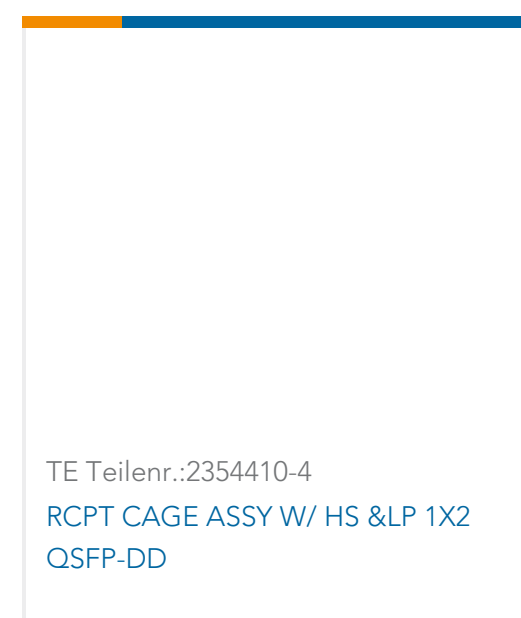 TE Teilenr.:2354410-4
RCPT CAGE ASSY W/ HS &LP 1X2
QSFP-DD